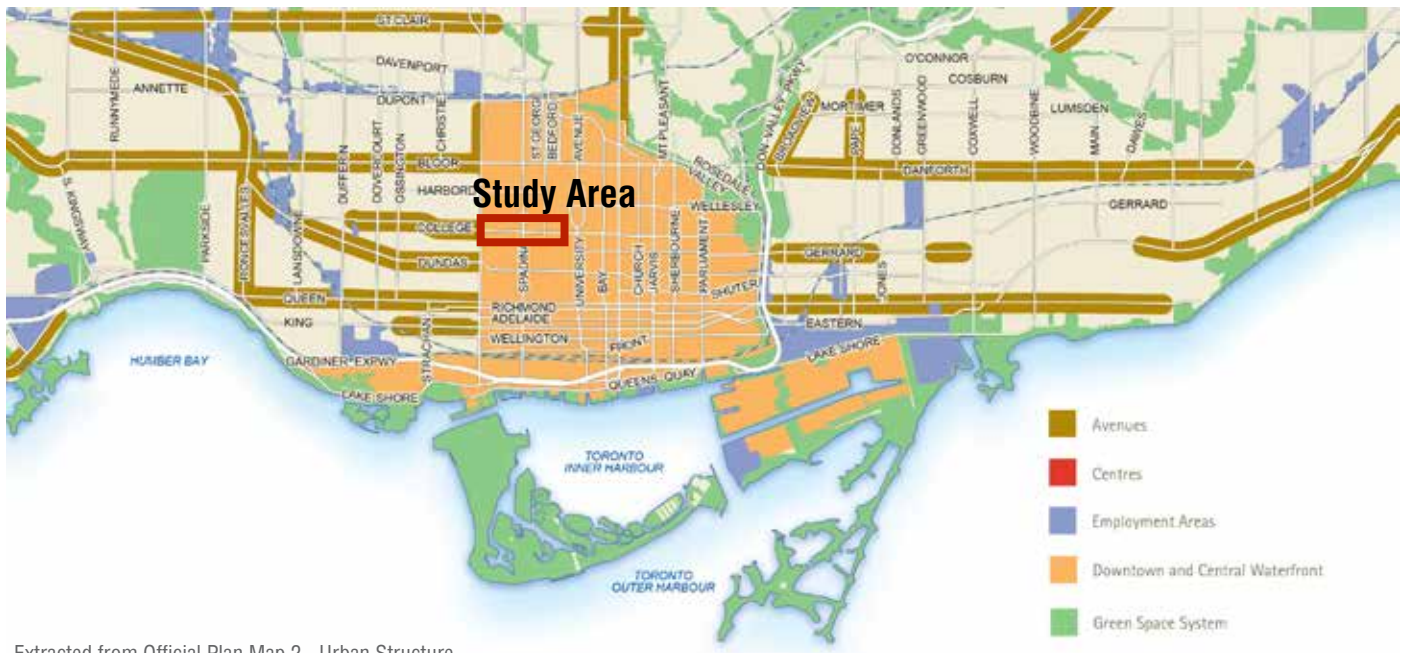 ST.CLAIR
DAVENPORT
O'CONNOR
COSBURN
ANNETTE
DUPONT
MORTIMER
LUMSDEN
RUNNYMEDE
CHRISTIE
ST GEORGE
BEDFORD
AVENUE
MT PLEASANT
DON VALLEY PKWY
BROADVIEW
PAPE
DONLANDS
GREENWOOD
COXWELL
WOODBINE
MAIN
DAWES
BLOOR
DANFORTH
S. KINGSWAY
PARKSIDE
RONCESVALLES
LANSDOWNE
DUFFERIN
DOVERCOURT
OSSINGTON
HARBORD
Study Area
ROSEDALE
VALLEY
WELLESLEY
GERRARD
COLLEGE
SPADINA
UNIVERSITY
BAY
CHURCH
JARVIS
SHERBOURNE
PARLIAMENT
GERRARD
JONES
DUNDAS
SHUTER
QUEEN
RICHMOND
ADELAIDE
KING
EASTERN
WELLINGTON
FRONT
STRACHAN
LAKE SHORE
HUMBER BAY
GARDINER EXPWY
QUEENS QUAY
LAKE SHORE
TORONTO
INNER HARBOUR
TORONTO
OUTER HARBOUR
Avenues
Centres
Employment Areas
Downtown and Central Waterfront
Green Space System
Extracted from Official Plan Map 2 - Urban Structure